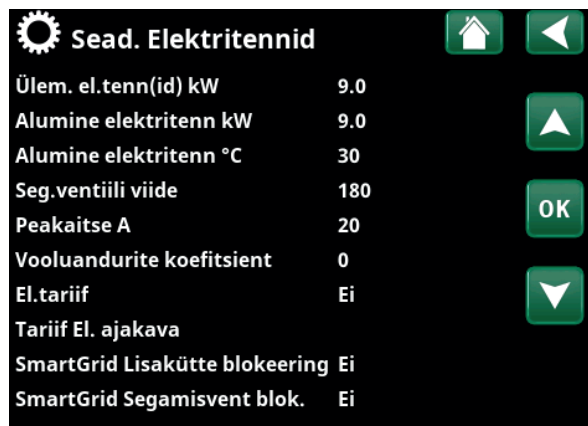 Sead. Elektritennid
Ülem. el.tenn(id) kW 9.0
Alumine elektritenn kW 9.0
Alumine elektritenn °C 30
Seg.ventiili viide 180
Peakaitse A 20
OK
Vooluandurite koefitsient 0
El.tariif Ei
Tariif El. ajakava
SmartGrid Lisakütte blokeering Ei
SmartGrid Segamisvent blok. Ei